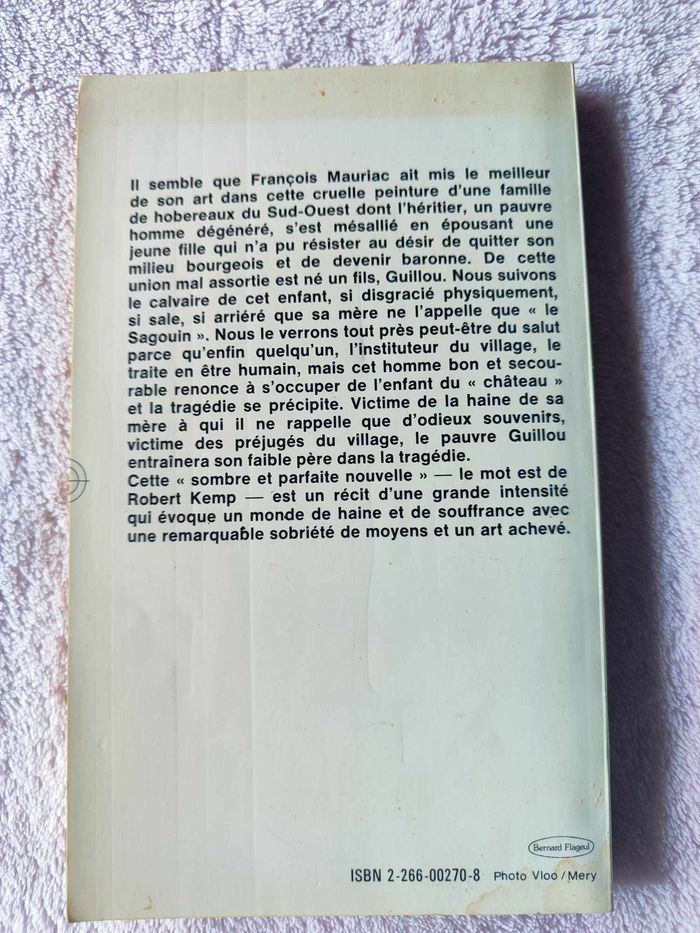 Il semble que François Mauriac ait mis le meilleur
de son art dans cette cruelle peinture d'une famille
de hobereaux du Sud-Ouest dont l'héritier, un pauvre
homme dégénéré, s'est mésallié en épousant une
jeune fille qui n'a pu résister au désir de quitter son
milieu bourgeois et de devenir baronne. De cette
union mal assortie est né un fils, Guillou. Nous suivons
le calvaire de cet enfant, si disgracié physiquement,
si sale, si arriéré que sa mère ne l'appelle que « le
Sagouin ». Nous le verrons tout près peut-être du salut
parce qu'enfin quelqu'un, l'instituteur du village, le
traite en être humain, mais cet homme bon et secou-
rable renonce à s'occuper de l'enfant du « château »
et la tragédie se précipite. Victime de la haine de sa
mère à qui il ne rappelle que d'odieux souvenirs,
victime des préjugés du village, le pauvre Guillou
entraînera son faible père dans la tragédie.
Cette « sombre et parfaite nouvelle » — le mot est de
Robert Kemp — est un récit d'une grande intensité
qui évoque un monde de haine et de souffrance avec
une remarquable sobriété de moyens et un art achevé.
Bernard Flageul
ISBN 2-266-00270-8 Photo Vloo / Mery